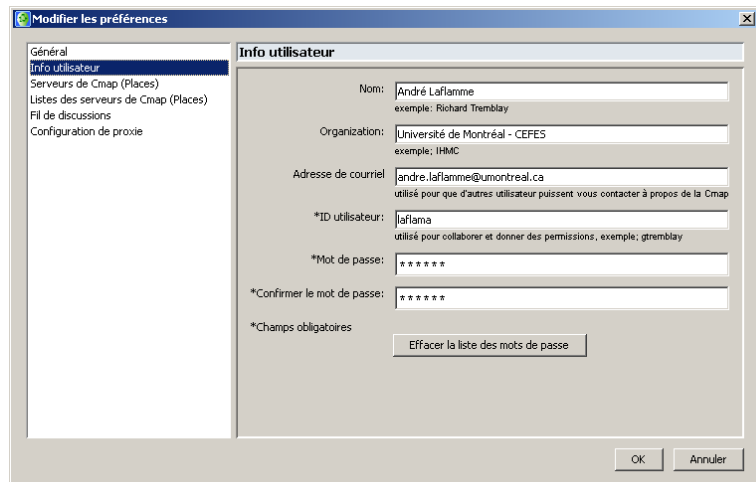 Modifier les préférences
Général
Info utilisateur
Serveurs de Cmap (Places)
Listes des serveurs de Cmap (Places)
Fil de discussions
Configuration de proxie
Info utilisateur
Nom:
André Laflamme
exemple: Richard Tremblay
Organization:
Université de Montréal - CEFES
exemple; IHMC
Adresse de courriel
andre.laflamme@umontreal.ca
utilisé pour que d'autres utilisateur puissent vous contacter à propos de la Cmap
*ID utilisateur:
laflama
utilisé pour collaborer et donner des permissions, exemple; gtremblay
*Mot de passe:
******
*Confirmer le mot de passe:
******
*Champs obligatoires
Effacer la liste des mots de passe
OK
Annuler